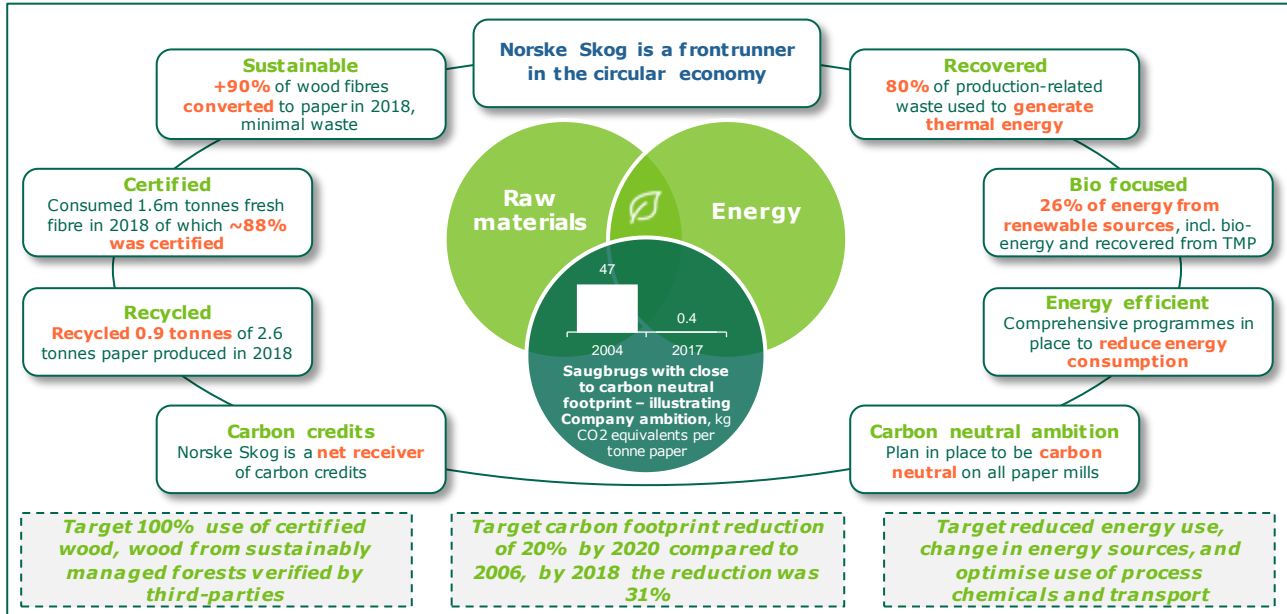 Norske Skog is a frontrunner
in the circular economy
Sustainable
+90% of wood fibres
converted to paper in 2018,
minimal waste
Recovered
80% of production-related
waste used to generate
thermal energy
Certified
Consumed 1.6m tonnes fresh
fibre in 2018 of which ~88%
was certified
Raw
materials
Energy
Bio focused
26% of energy from
renewable sources, incl. bio-
energy and recovered from TMP
Recycled
Recycled 0.9 tonnes of 2.6
tonnes paper produced in 2018
47
0.4
2004 2017
Saugbrugs with close
to carbon neutral
footprint – illustrating
Company ambition, kg
CO2 equivalents per
tonne paper
Energy efficient
Comprehensive programmes in
place to reduce energy
consumption
Carbon credits
Norske Skog is a net receiver
of carbon credits
Carbon neutral ambition
Plan in place to be carbon
neutral on all paper mills
Target 100% use of certified
wood, wood from sustainably
managed forests verified by
third-parties
Target carbon footprint reduction
of 20% by 2020 compared to
2006, by 2018 the reduction was
31%
Target reduced energy use,
change in energy sources, and
optimise use of process
chemicals and transport